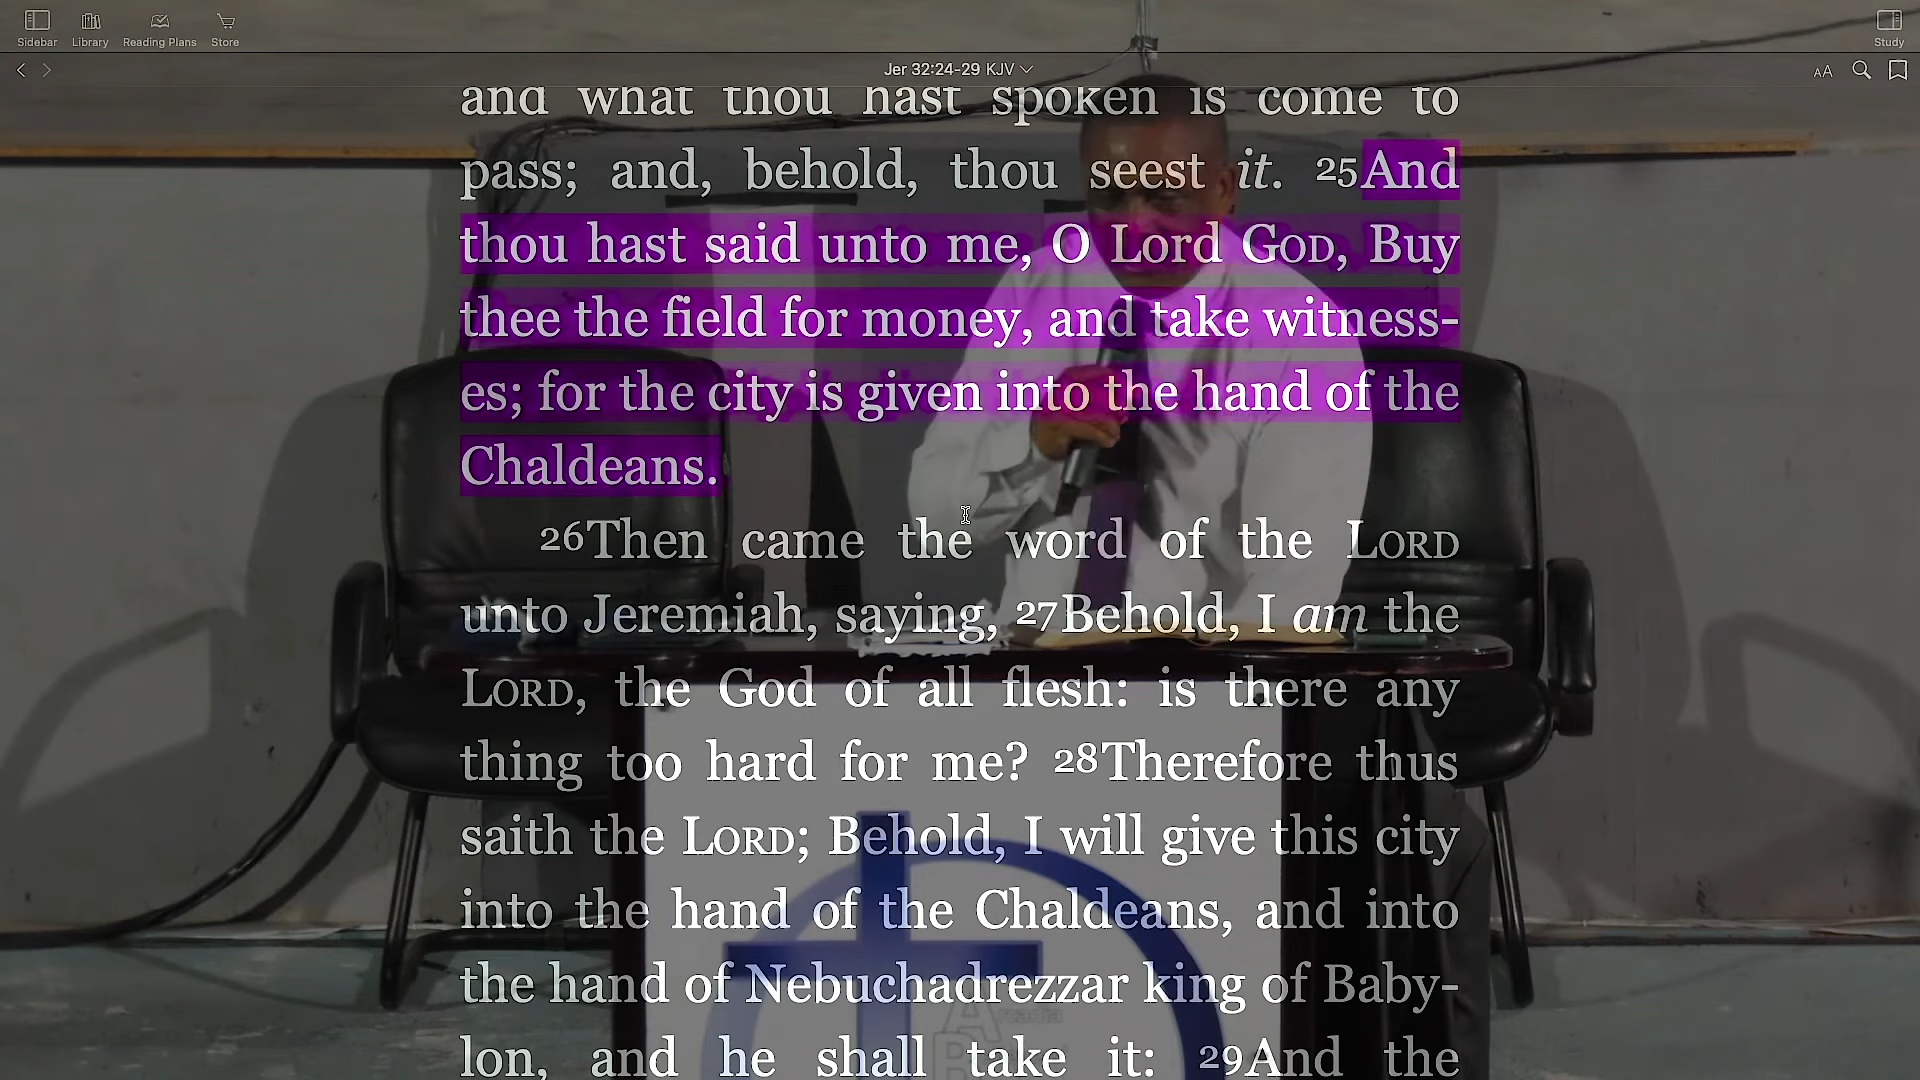 Sidebar
Library
Reading Plans
Store
Study
Jer 32:24-29 KJV
AA
and what thou hast spoken is come to
pass; and, behold, thou seest it. 25And
thou hast said unto me, O Lord GOD, Buy
thee the field for money, and take witness-
es; for the city is given into the hand of the
Chaldeans.
26Then came the word of the LORD
unto Jeremiah, saying, 27Behold, I am the
LORD, the God of all flesh: is there any
thing too hard for me? 28Therefore thus
saith the LORD; Behold, I will give this city
into the hand of the Chaldeans, and into
the hand of Nebuchadrezzar king of Baby-
lon, and he shall take it: 29And the